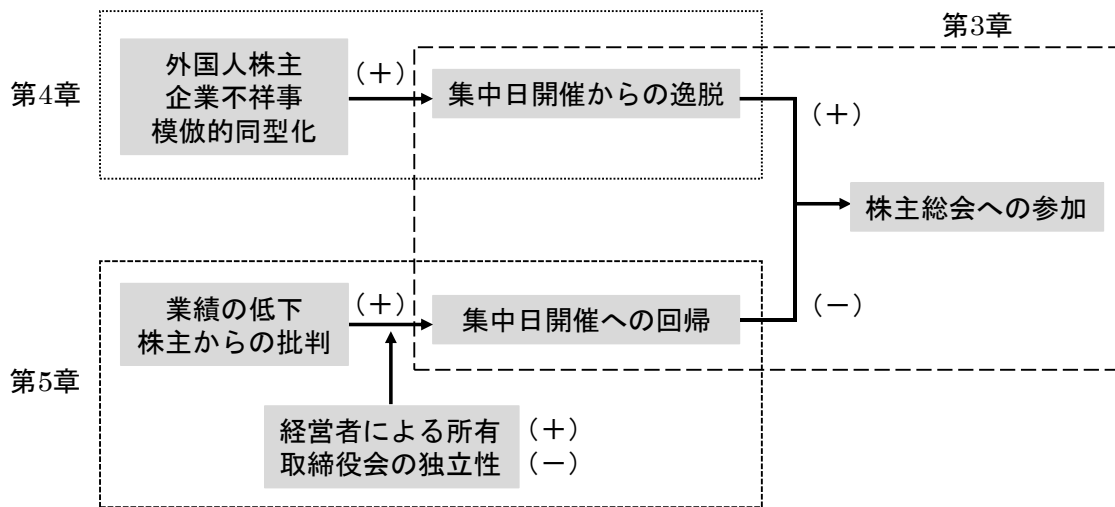 第3章
第4章
外国人株主
企業不祥事
模倣的同型化
(+)
集中日開催からの逸脱
(+)
株主総会への参加
第5章
業績の低下
株主からの批判
(+)
集中日開催への回帰
(−)
経営者による所有 (+)
取締役会の独立性 (−)